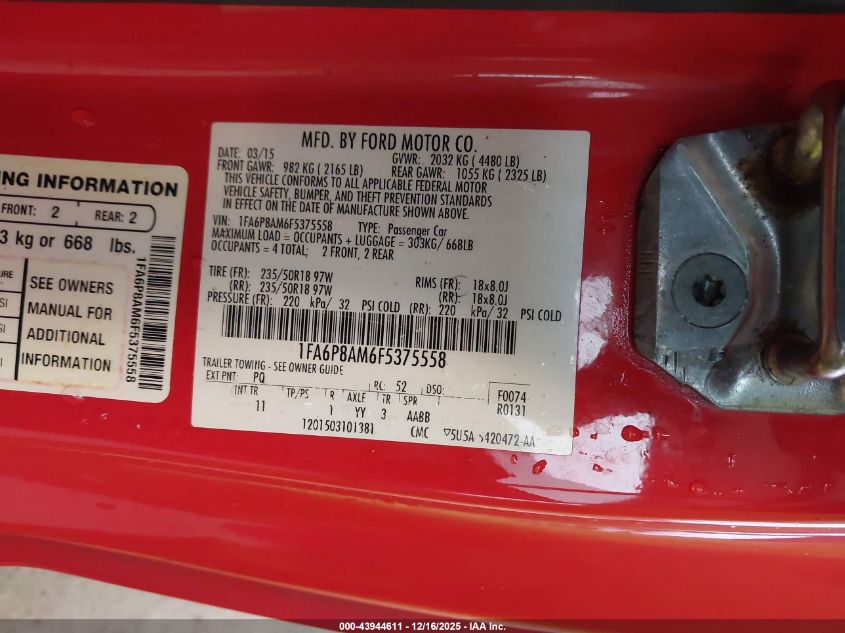 NG INFORMATION
FRONT: 2 REAR: 2
3 kg or 668 lbs.
SEE OWNERS
MANUAL FOR
ADDITIONAL
INFORMATION
1FA6P8AM6F5375558
MFD. BY FORD MOTOR CO.
DATE: 03/15 GVWR: 2032 KG ( 4480 LB)
FRONT GAWR: 982 KG ( 2165 LB) REAR GAWR: 1055 KG ( 2325 LB)
THIS VEHICLE CONFORMS TO ALL APPLICABLE FEDERAL MOTOR
VEHICLE SAFETY, BUMPER, AND THEFT PREVENTION STANDARDS
IN EFFECT ON THE DATE OF MANUFACTURE SHOWN ABOVE.
VIN: 1FA6P8AM6F5375558 TYPE: Passenger Car
MAXIMUM LOAD = OCCUPANTS + LUGGAGE = 303KG/668LB
OCCUPANTS = 4 TOTAL; 2 FRONT, 2 REAR
TIRE (FR): 235/50R18 97W RIMS (FR): 18x8.0J
(RR): 235/50R18 97W (RR): 18x8.0J
PRESSURE (FR): 220 kPa/ 32 PSI COLD (RR): 220 kPa/ 32 PSI COLD
1FA6P8AM6F5375558
TRAILER TOWING - SEE OWNER GUIDE
EXT PNT: PQ RC: 52 DSO: F0074
INT TR TP/PS R AXLE TR SPR R0131
11 1 YY 3 AABB
1201503101381 CMC 5U5A-5420472-AA
000-43944611 - 12/16/2025 - IAA Inc.